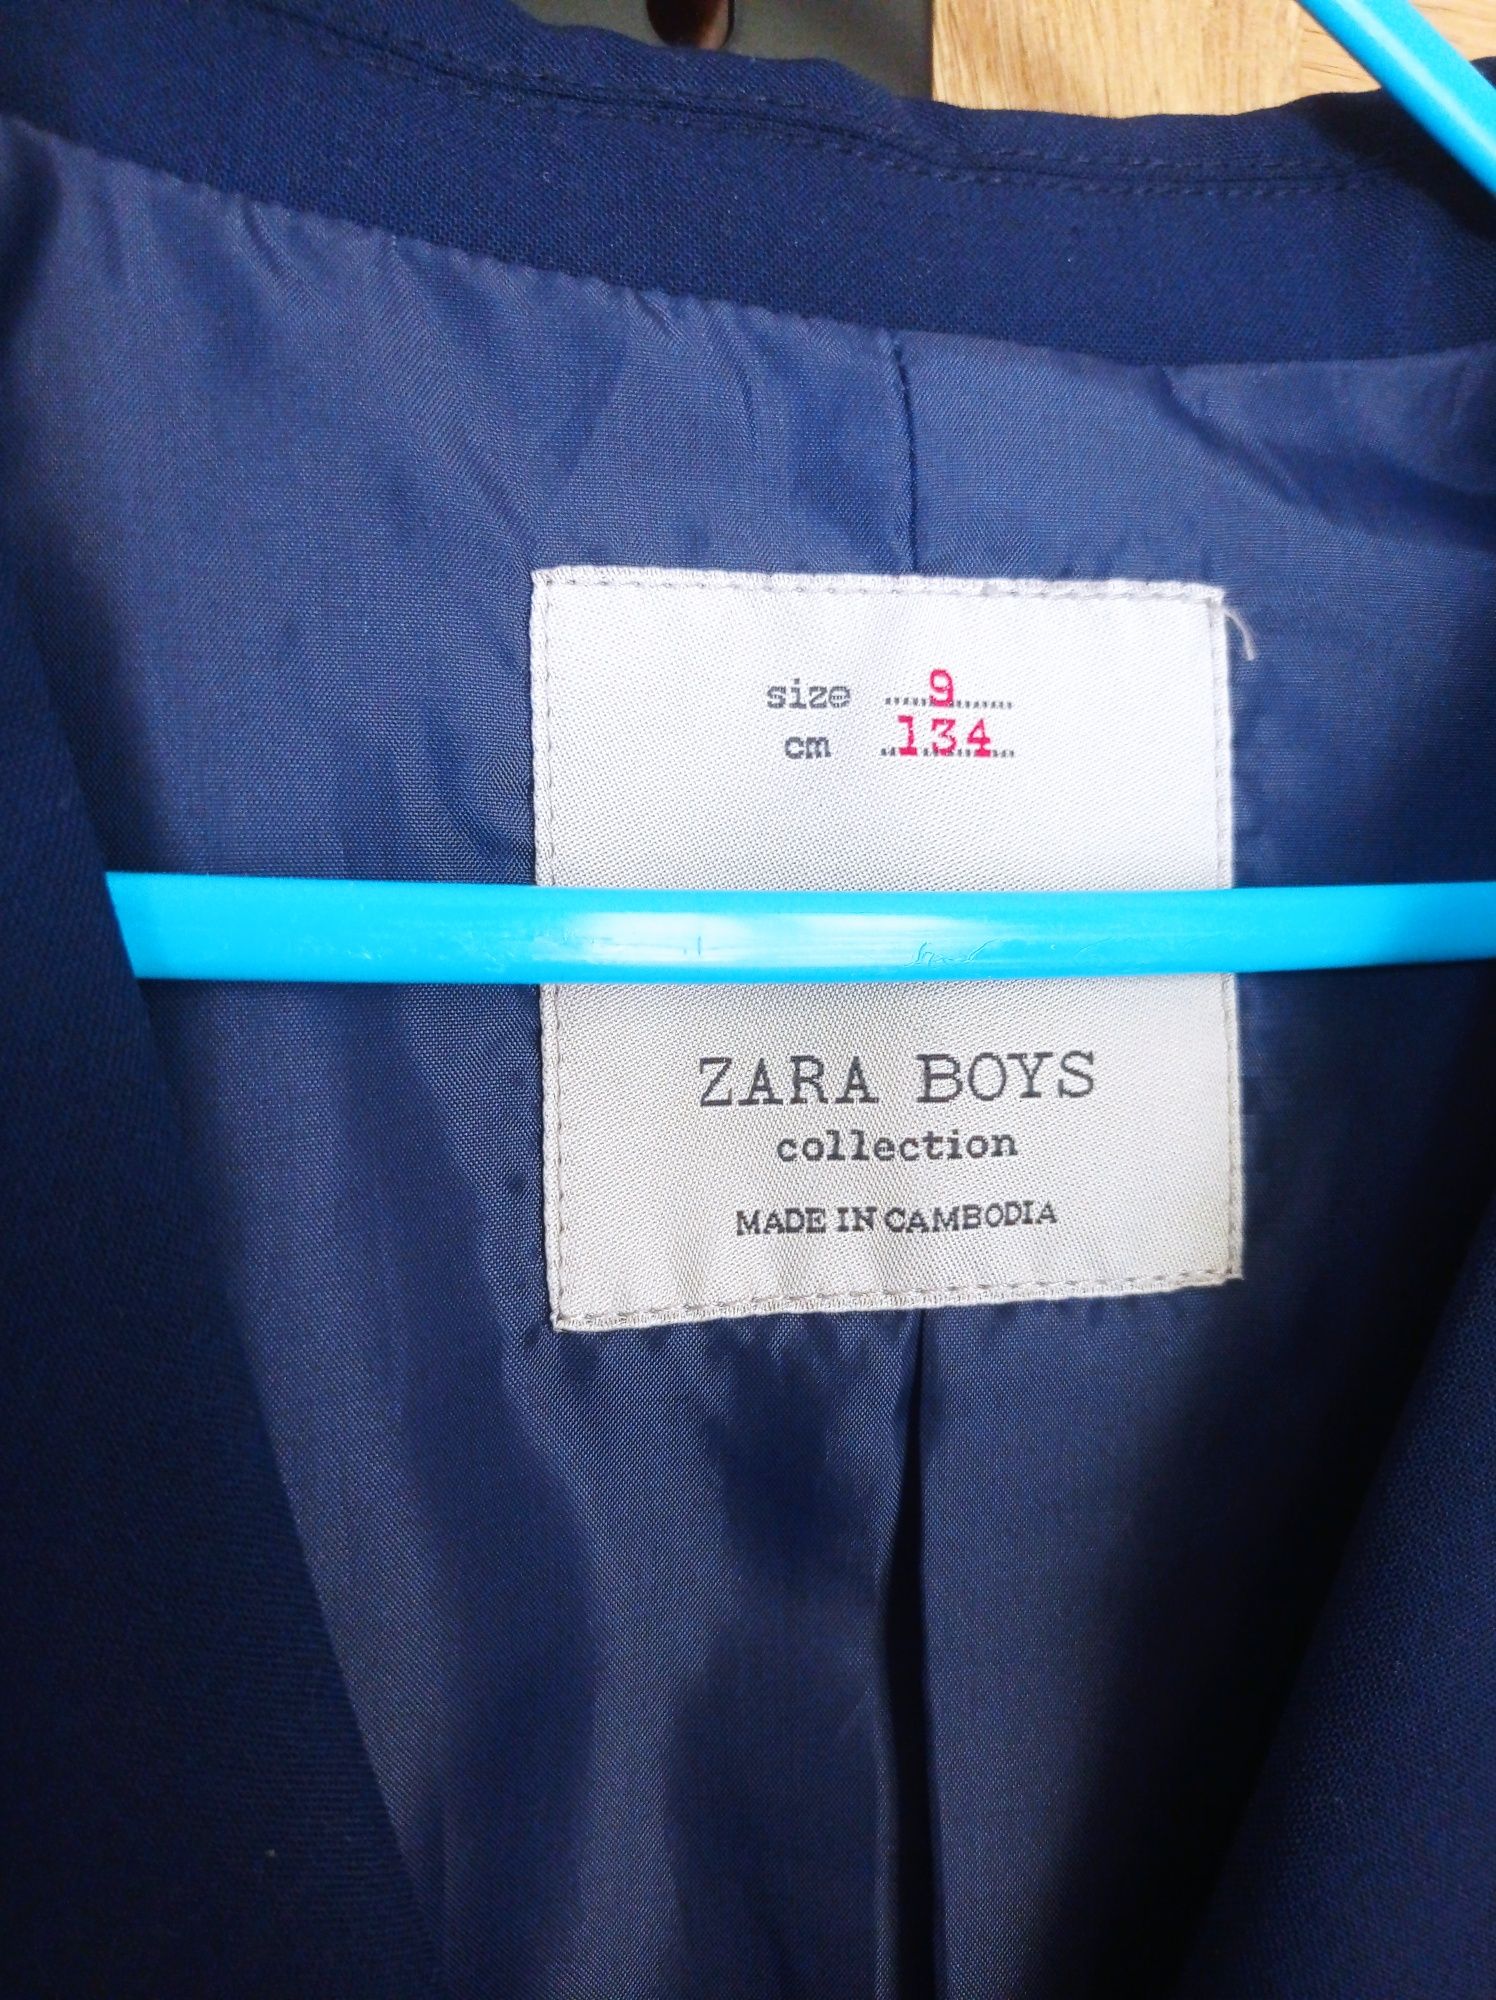 size 9
cm 134
ZARA BOYS
collection
MADE IN CAMBODIA